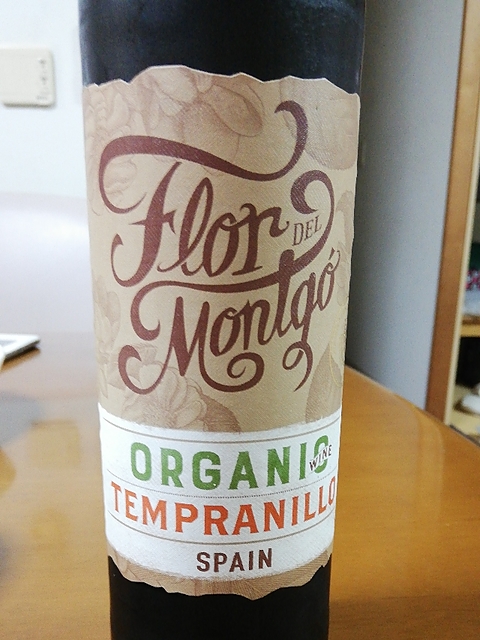 Flor
DEL
Montgó
ORGANIC
WINE
TEMPRANILLO
SPAIN